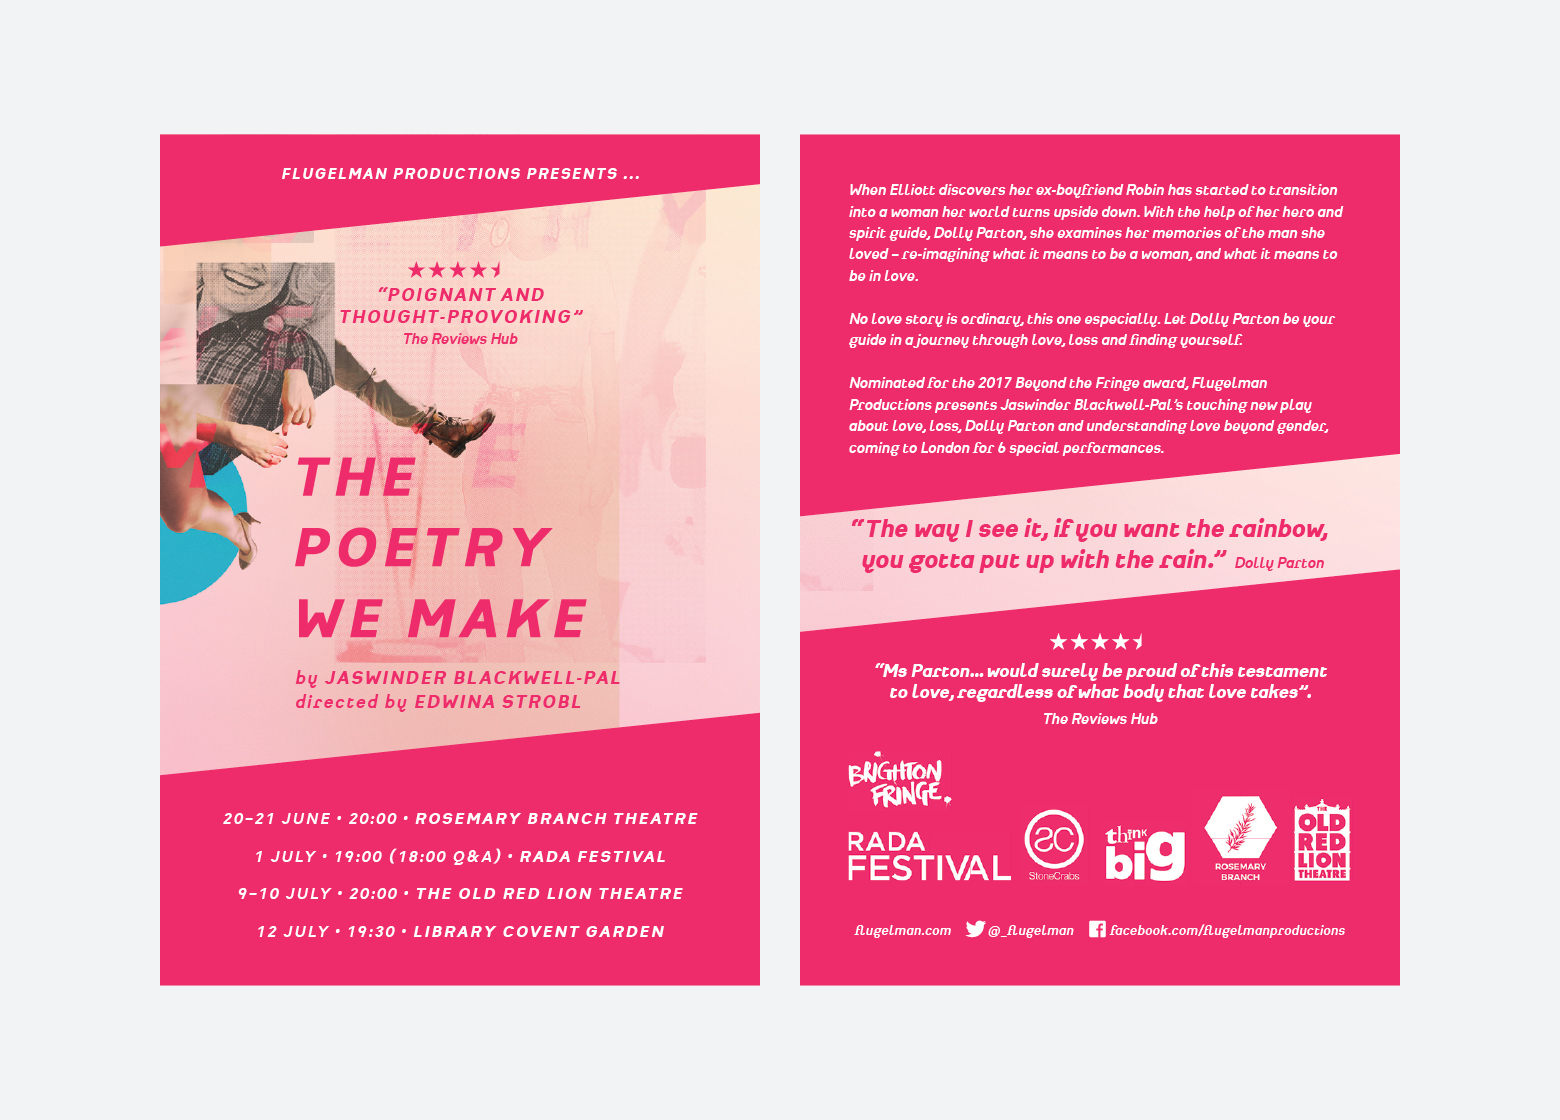 FLUGELMAN PRODUCTIONS PRESENTS ...
“POIGNANT AND
THOUGHT-PROVOKING”
The Reviews Hub
THE
POETRY
WE MAKE
by JASWINDER BLACKWELL-PAL
directed by EDWINA STROBL
20–21 JUNE • 20:00 • ROSEMARY BRANCH THEATRE
1 JULY • 19:00 (18:00 Q&A) • RADA FESTIVAL
9–10 JULY • 20:00 • THE OLD RED LION THEATRE
12 JULY • 19:30 • LIBRARY COVENT GARDEN
When Elliott discovers her ex-boyfriend Robin has started to transition
into a woman her world turns upside down. With the help of her hero and
spirit guide, Dolly Parton, she examines her memories of the man she
loved – re-imagining what it means to be a woman, and what it means to
be in love.
No love story is ordinary, this one especially. Let Dolly Parton be your
guide in a journey through love, loss and finding yourself.
Nominated for the 2017 Beyond the Fringe award, Flugelman
Productions presents Jaswinder Blackwell-Pal’s touching new play
about love, loss, Dolly Parton and understanding love beyond gender,
coming to London for 6 special performances.
“The way I see it, if you want the rainbow,
you gotta put up with the rain.” Dolly Parton
“Ms Parton... would surely be proud of this testament
to love, regardless of what body that love takes”.
The Reviews Hub
BRIGHTON
FRINGE
RADA
FESTIVAL
SC
StoneCrabs
think
big
ROSEMARY
BRANCH
THE
OLD
RED
LION
THEATRE
flugelman.com @_flugelman facebook.com/flugelmanproductions